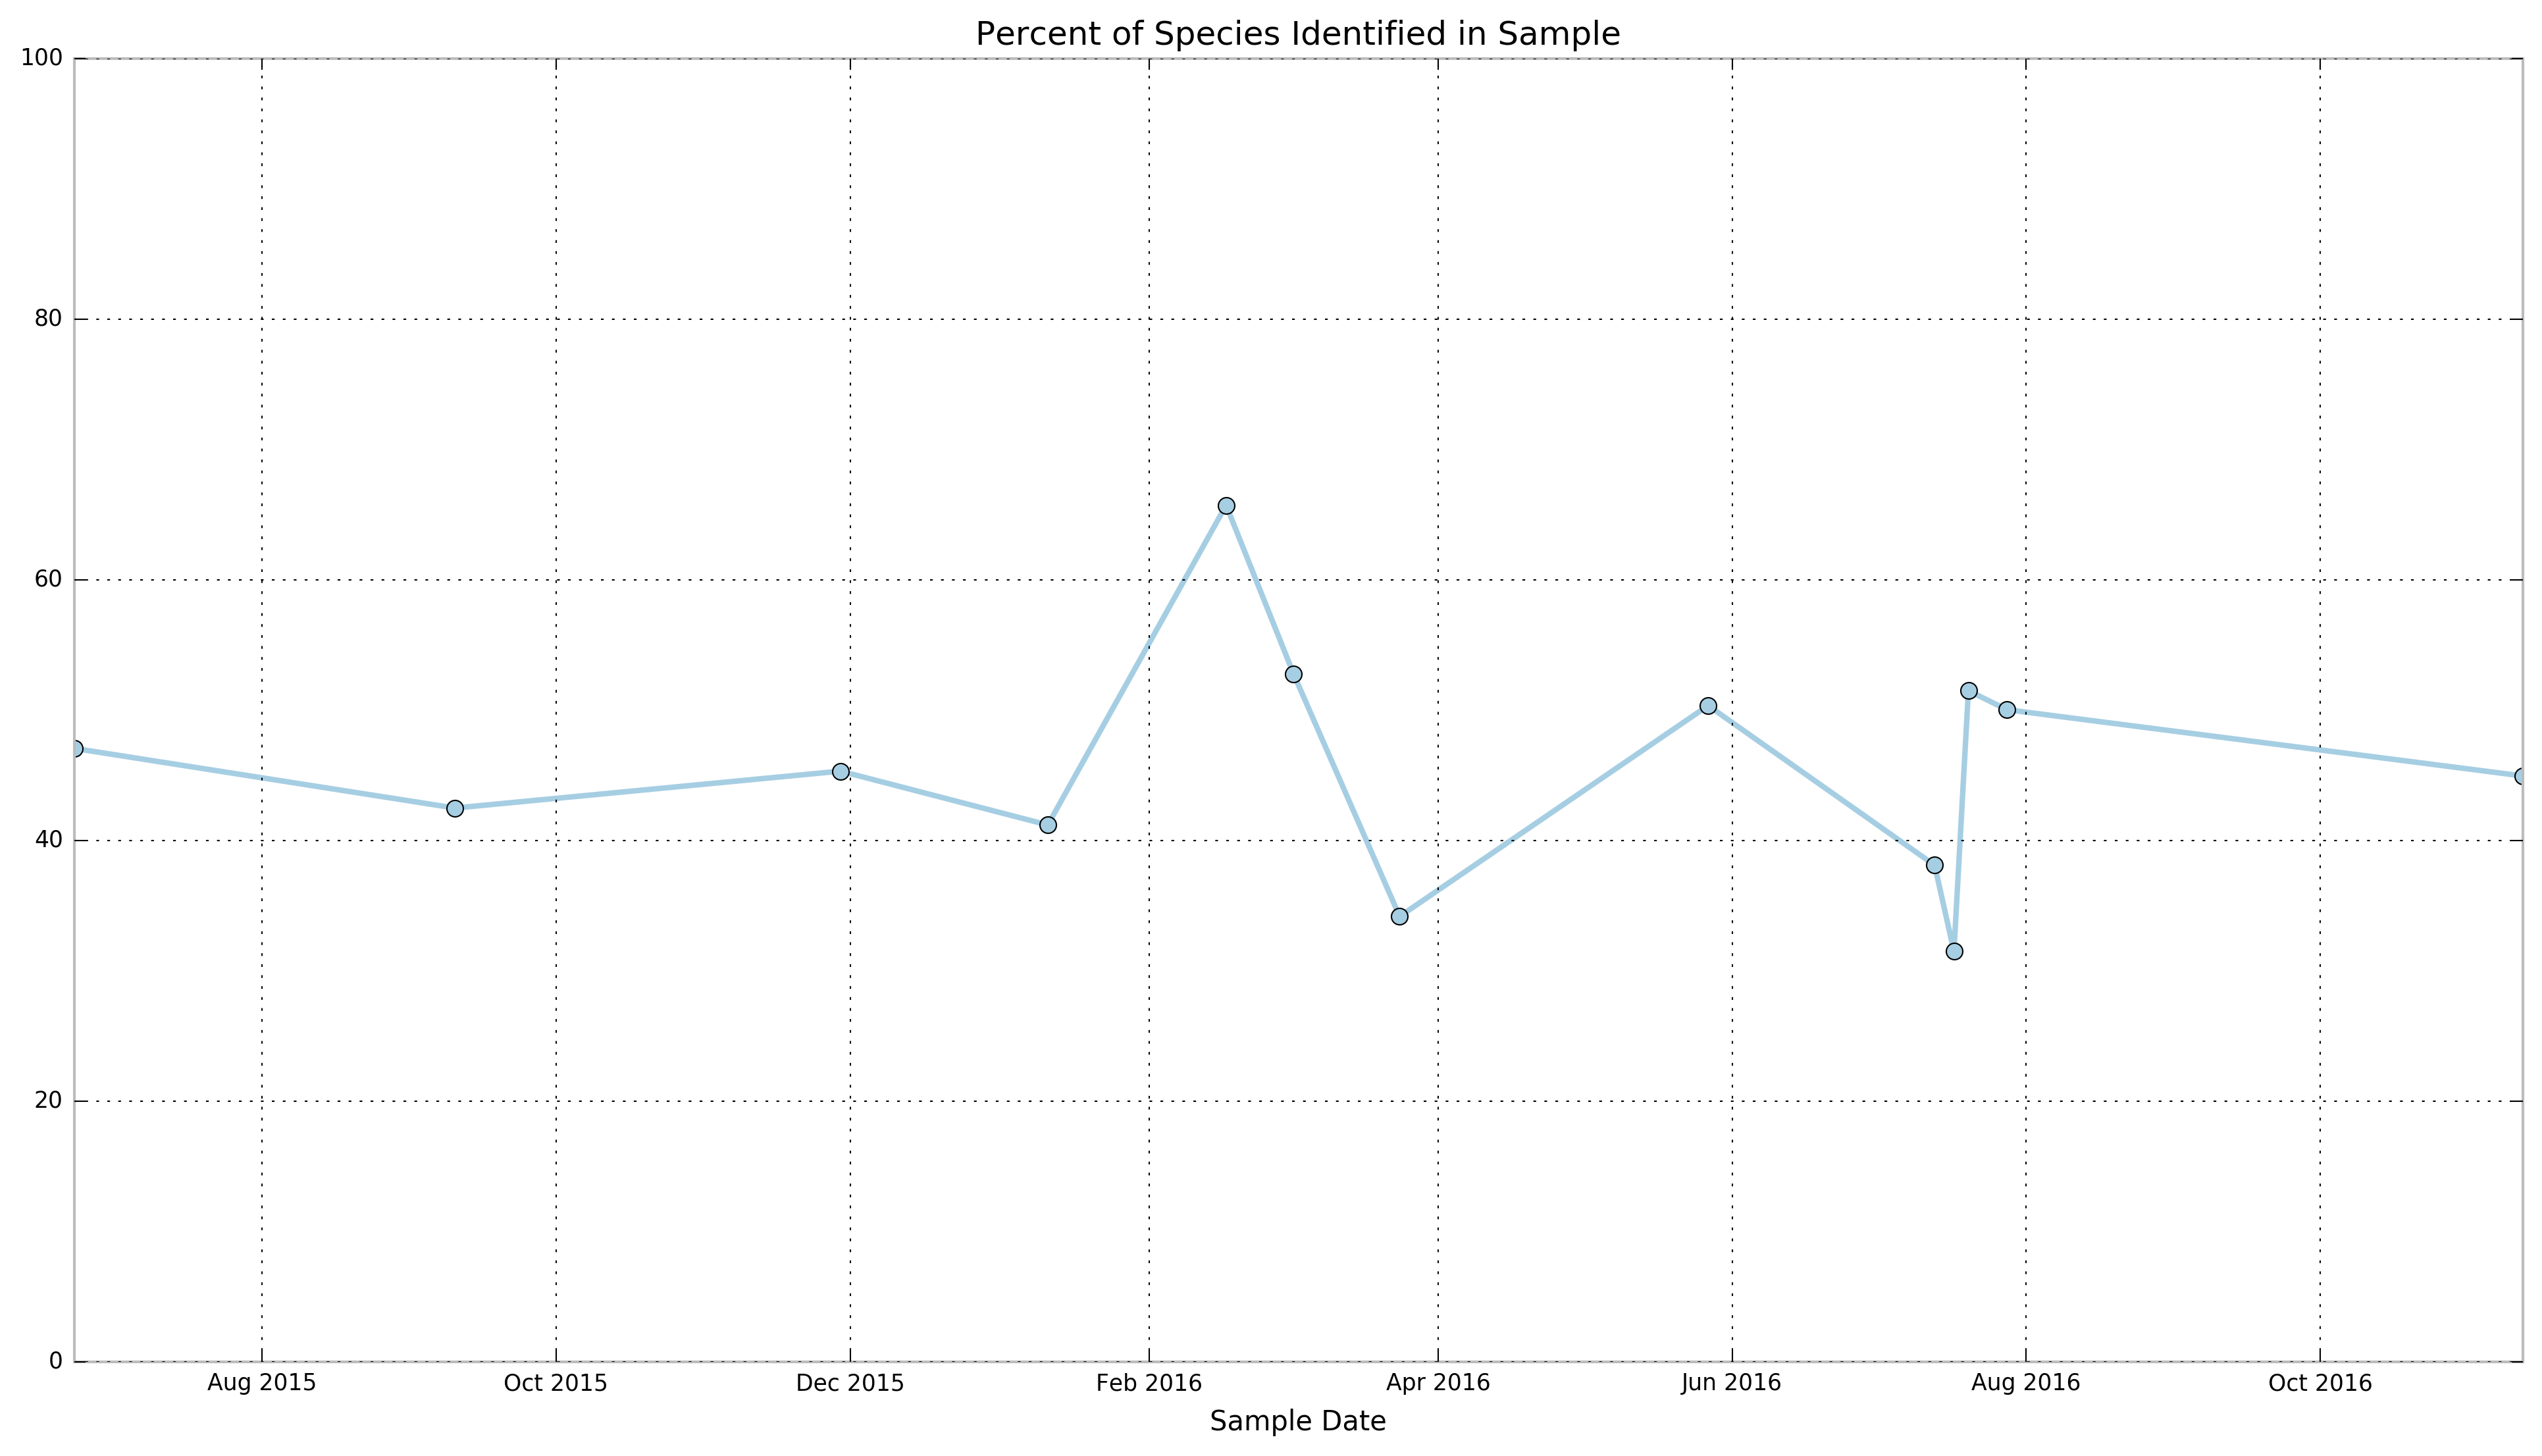 Percent of Species Identified in Sample
100
80
60
40
20
0
Aug 2015 Oct 2015 Dec 2015 Feb 2016 Apr 2016 Jun 2016 Aug 2016 Oct 2016
Sample Date